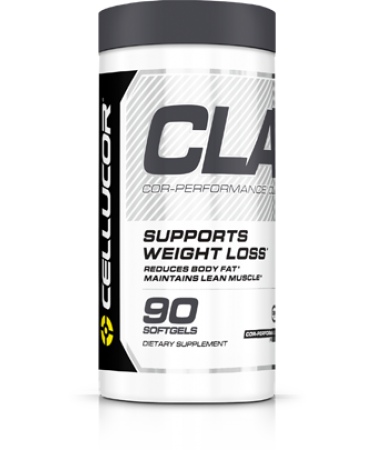 CELLUCOR®
CLA
COR-PERFORMANCE
SUPPORTS
WEIGHT LOSS*
REDUCES BODY FAT*
MAINTAINS LEAN MUSCLE*
90
SOFTGELS
DIETARY SUPPLEMENT